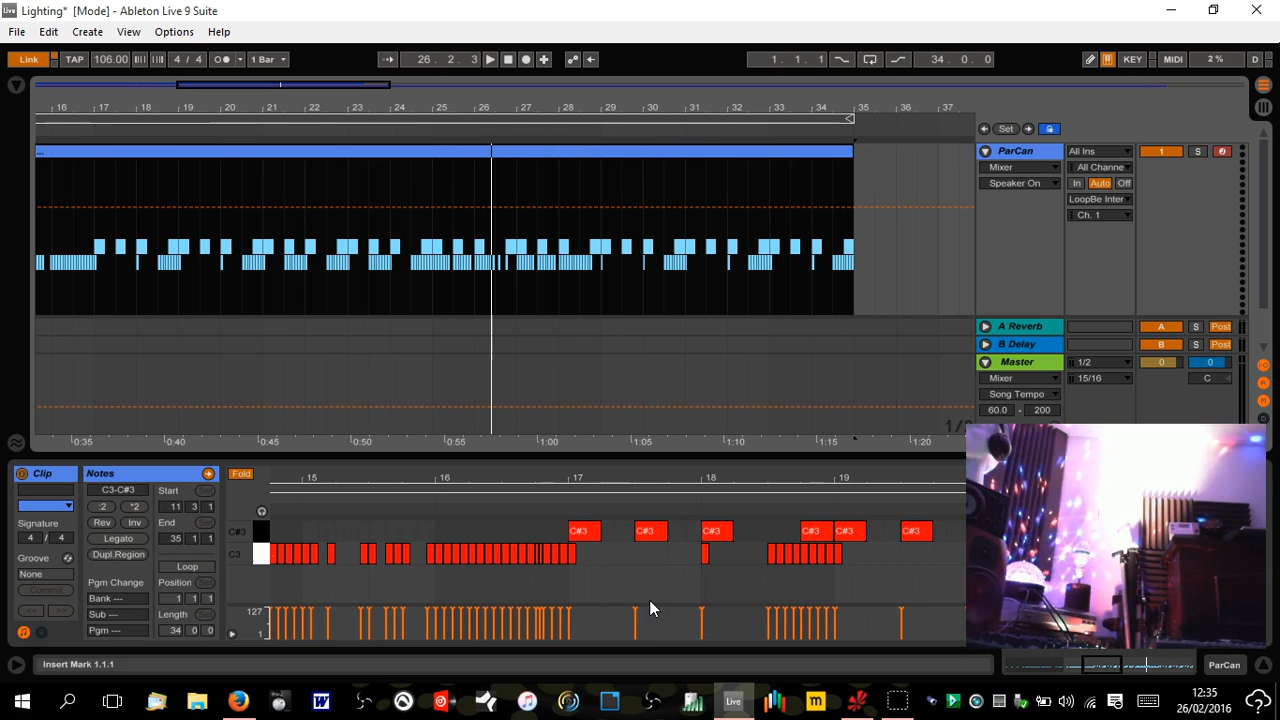 Live Lighting* [Mode] - Ableton Live 9 Suite
File Edit Create View Options Help
Link TAP 106.00 4 / 4 1 Bar 26 . 2 . 3 1 . 1 . 1 34 . 0 . 0 KEY MIDI 2 % D
16 17 18 19 20 21 22 23 24 25 26 27 28 29 30 31 32 33 34 35 36 37
Set
... ParCan All Ins 1 S
Mixer All Channe
Speaker On In Auto Off
LoopBe Inter
Ch. 1
A Reverb A S Post
B Delay B S Post
Master 1/2 0 0
Mixer 15/16 C
Song Tempo
60.0 - 200
0:35 0:40 0:45 0:50 0:55 1:00 1:05 1:10 1:15 1:20
Clip Notes Fold
C3-C#3 Start Set 15 16 17 18 19
:2 *2 11 3 1
Signature Rev Inv End Set
4 / 4 Legato 35 1 1
Groove Dupl.Region Loop
None Position Set
Commit Pgm Change 1 1 1
<< >> Bank --- Length Set
Sub --- 34 0 0
Pgm ---
C#3 C#3 C#3 C#3 C#3 C#3 C#3
C3
127
1
Insert Mark 1.1.1 ParCan
Live 12:35
26/02/2016